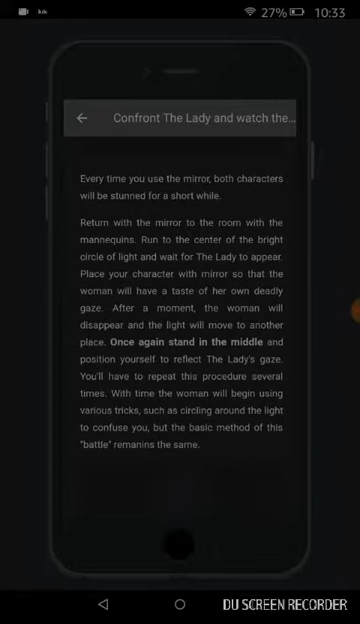 27% 10:33
Confront The Lady and watch the...
Every time you use the mirror, both characters
will be stunned for a short while.
Return with the mirror to the room with the
mannequins. Run to the center of the bright
circle of light and wait for The Lady to appear.
Place your character with mirror so that the
woman will have a taste of her own deadly
gaze. After a moment, the woman will
disappear and the light will move to another
place. Once again stand in the middle and
position yourself to reflect The Lady's gaze.
You'll have to repeat this procedure several
times. With time the woman will begin using
various tricks, such as circling around the light
to confuse you, but the basic method of this
"battle" remanins the same.
DU SCREEN RECORDER